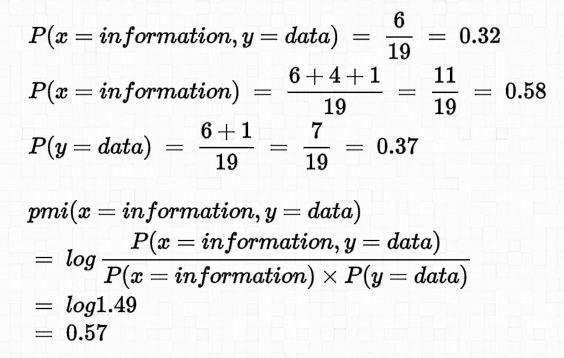 P(x = information, y = data) = 6/19 = 0.32
P(x = information) = (6 + 4 + 1)/19 = 11/19 = 0.58
P(y = data) = (6 + 1)/19 = 7/19 = 0.37
pmi(x = information, y = data)
= log P(x = information, y = data) / (P(x = information) × P(y = data))
= log1.49
= 0.57